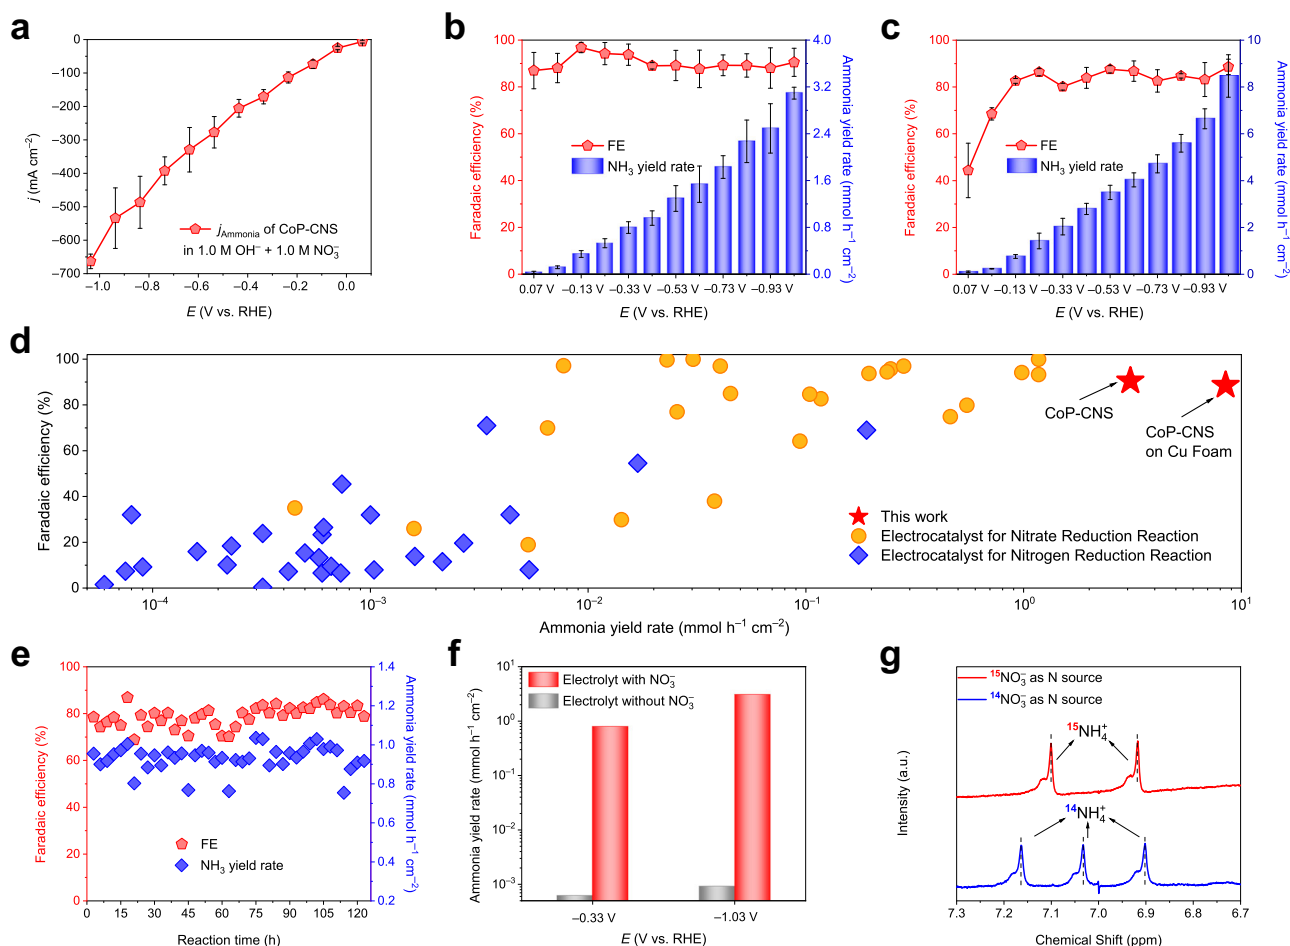 a
0
−100
−200
−300
−400
−500
−600
−700
j (mA cm⁻²)
j_Ammonia of CoP-CNS
in 1.0 M OH⁻ + 1.0 M NO₃⁻
−1.0 −0.8 −0.6 −0.4 −0.2 0.0
E (V vs. RHE)
b
100
80
60
40
20
0
Faradaic efficiency (%)
FE
NH₃ yield rate
4.0
3.2
2.4
1.6
0.8
0.0
Ammonia yield rate (mmol h⁻¹ cm⁻²)
0.07 V −0.13 V −0.33 V −0.53 V −0.73 V −0.93 V
E (V vs. RHE)
c
100
80
60
40
20
0
Faradaic efficiency (%)
FE
NH₃ yield rate
10
8
6
4
2
0
Ammonia yield rate (mmol h⁻¹ cm⁻²)
0.07 V −0.13 V −0.33 V −0.53 V −0.73 V −0.93 V
E (V vs. RHE)
d
100
80
60
40
20
0
Faradaic efficiency (%)
CoP-CNS
CoP-CNS
on Cu Foam
This work
Electrocatalyst for Nitrate Reduction Reaction
Electrocatalyst for Nitrogen Reduction Reaction
10⁻⁴ 10⁻³ 10⁻² 10⁻¹ 10⁰ 10¹
Ammonia yield rate (mmol h⁻¹ cm⁻²)
e
100
80
60
40
20
0
Faradaic efficiency (%)
FE
NH₃ yield rate
1.4
1.2
1.0
0.8
0.6
0.4
0.2
Ammonia yield rate (mmol h⁻¹ cm⁻²)
0 15 30 45 60 75 90 105 120
Reaction time (h)
f
10¹
10⁰
10⁻¹
10⁻²
10⁻³
Ammonia yield rate (mmol h⁻¹ cm⁻²)
Electrolyt with NO₃⁻
Electrolyt without NO₃⁻
−0.33 V −1.03 V
E (V vs. RHE)
g
¹⁵NO₃⁻ as N source
¹⁴NO₃⁻ as N source
¹⁵NH₄⁺
¹⁴NH₄⁺
Intensity (a.u.)
7.3 7.2 7.1 7.0 6.9 6.8 6.7
Chemical Shift (ppm)